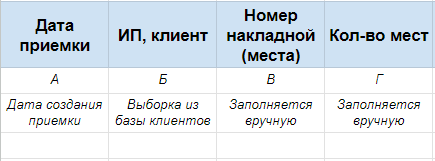 Дата приемки
ИП, клиент
Номер накладной (места)
Кол-во мест
А
Б
В
Г
Дата создания приемки
Выборка из базы клиентов
Заполняется вручную
Заполняется вручную